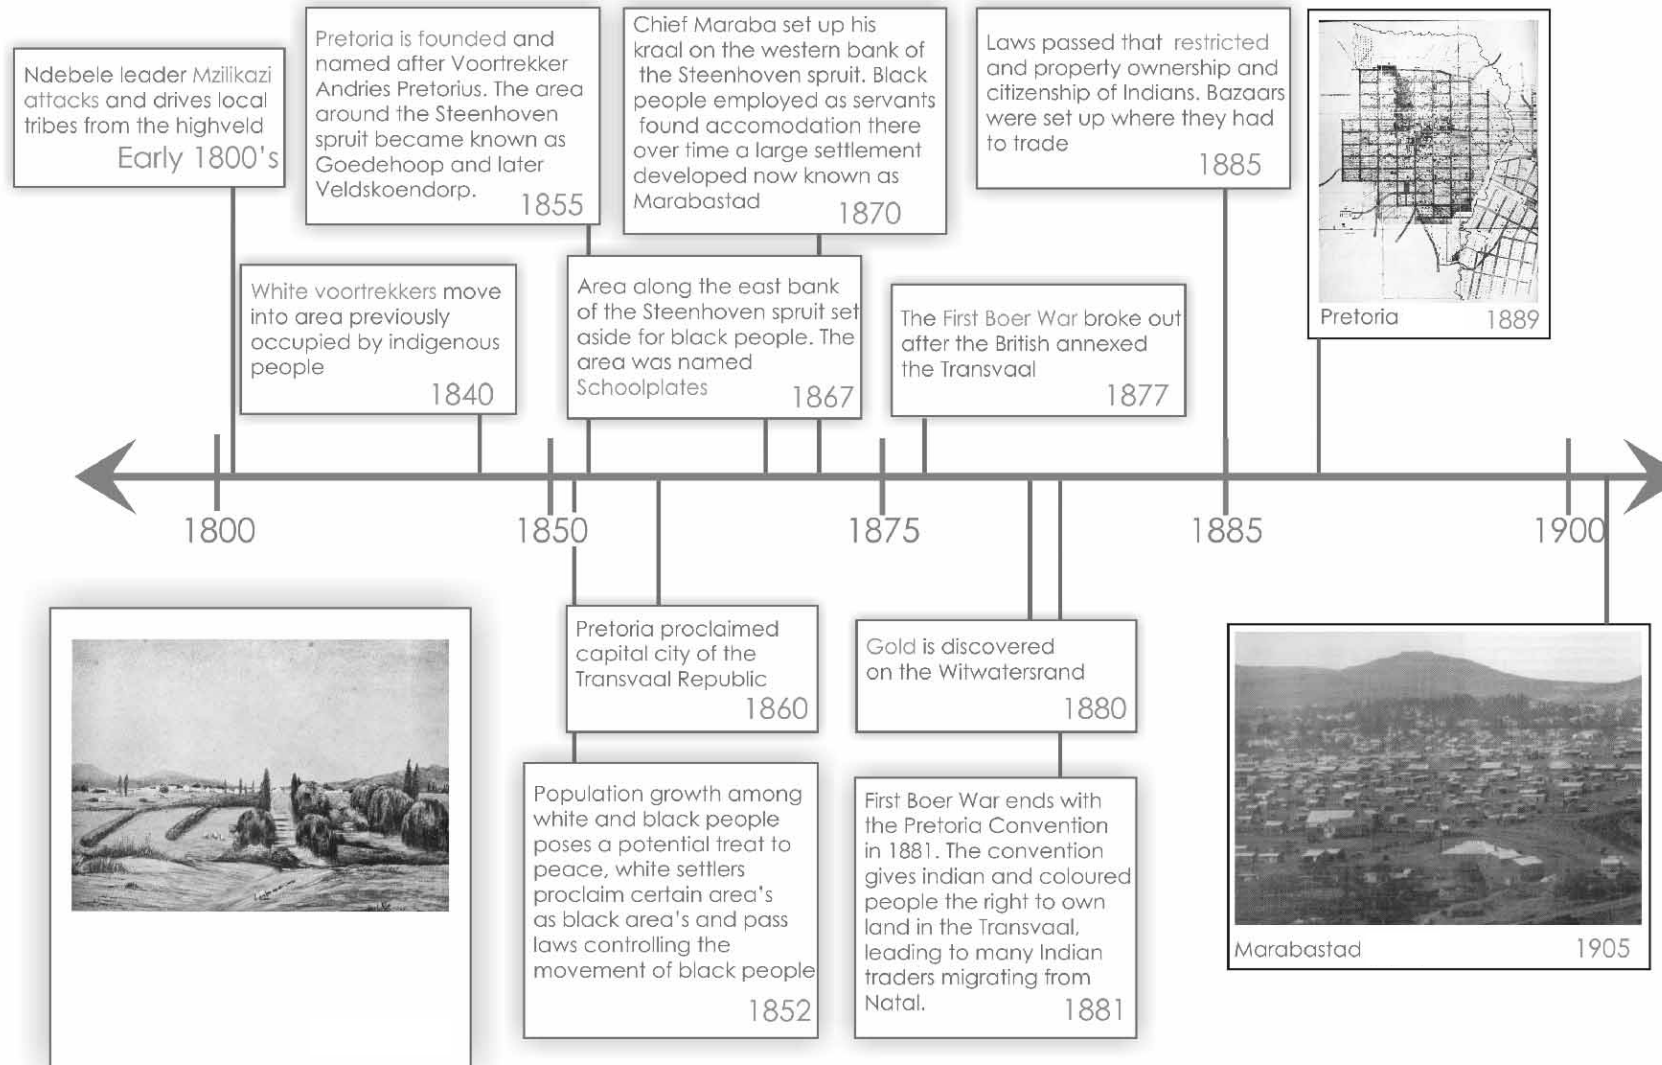 Ndebele leader Mzilikazi
attacks and drives local
tribes from the highveld
Early 1800's
Pretoria is founded and
named after Voortrekker
Andries Pretorius. The area
around the Steenhoven
spruit became known as
Goedehoop and later
Veldskoendorp.
1855
Chief Maraba set up his
kraal on the western bank of
the Steenhoven spruit. Black
people employed as servants
found accomodation there
over time a large settlement
developed now known as
Marabastad
1870
Laws passed that restricted
and property ownership and
citizenship of Indians. Bazaars
were set up where they had
to trade
1885
Pretoria 1889
White voortrekkers move
into area previously
occupied by indigenous
people
1840
Area along the east bank
of the Steenhoven spruit set
aside for black people. The
area was named
Schoolplates
1867
The First Boer War broke out
after the British annexed
the Transvaal
1877
1800 1850 1875 1885 1900
Pretoria proclaimed
capital city of the
Transvaal Republic
1860
Gold is discovered
on the Witwatersrand
1880
Population growth among
white and black people
poses a potential treat to
peace, white settlers
proclaim certain area's
as black area's and pass
laws controlling the
movement of black people
1852
First Boer War ends with
the Pretoria Convention
in 1881. The convention
gives indian and coloured
people the right to own
land in the Transvaal,
leading to many Indian
traders migrating from
Natal.
1881
Marabastad 1905